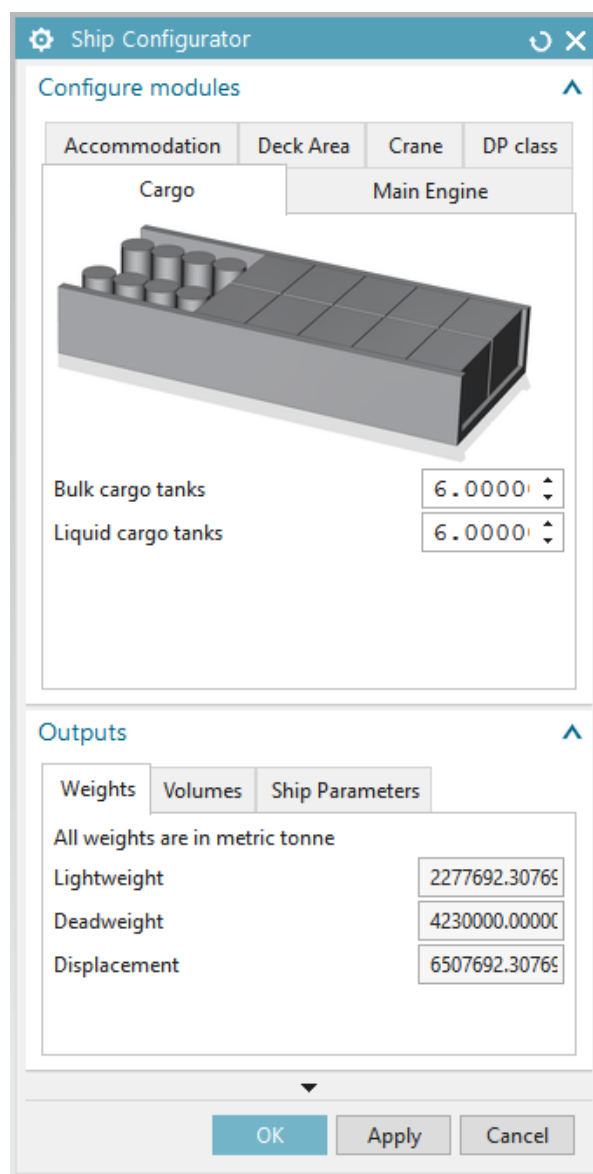 Ship Configurator
Configure modules
Accommodation Deck Area Crane DP class
Cargo Main Engine
Bulk cargo tanks 6.0000
Liquid cargo tanks 6.0000
Outputs
Weights Volumes Ship Parameters
All weights are in metric tonne
Lightweight 2277692.30769
Deadweight 4230000.00000
Displacement 6507692.30769
OK Apply Cancel